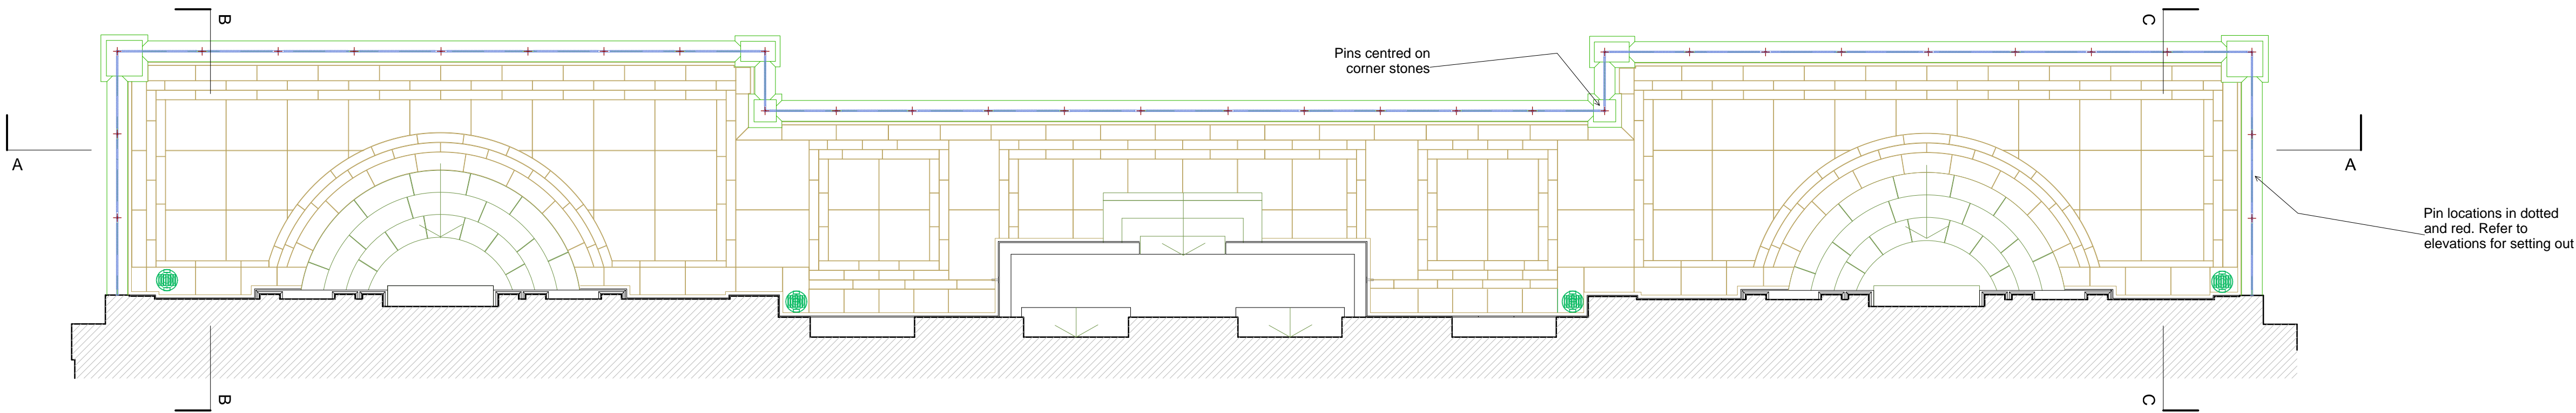 B
C
Pins centred on
corner stones
A
A
Pin locations in dotted
and red. Refer to
elevations for setting out
B
C